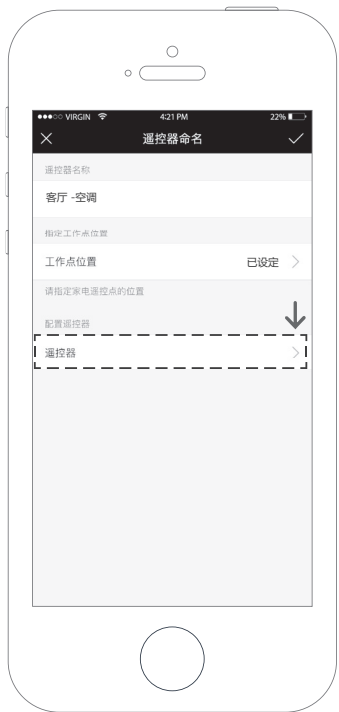 ●●●○○ VIRGIN 4:21 PM 22%
遥控器命名
遥控器名称
客厅 -空调
指定工作点位置
工作点位置 已设定
请指定家电遥控点的位置
配置遥控器
遥控器